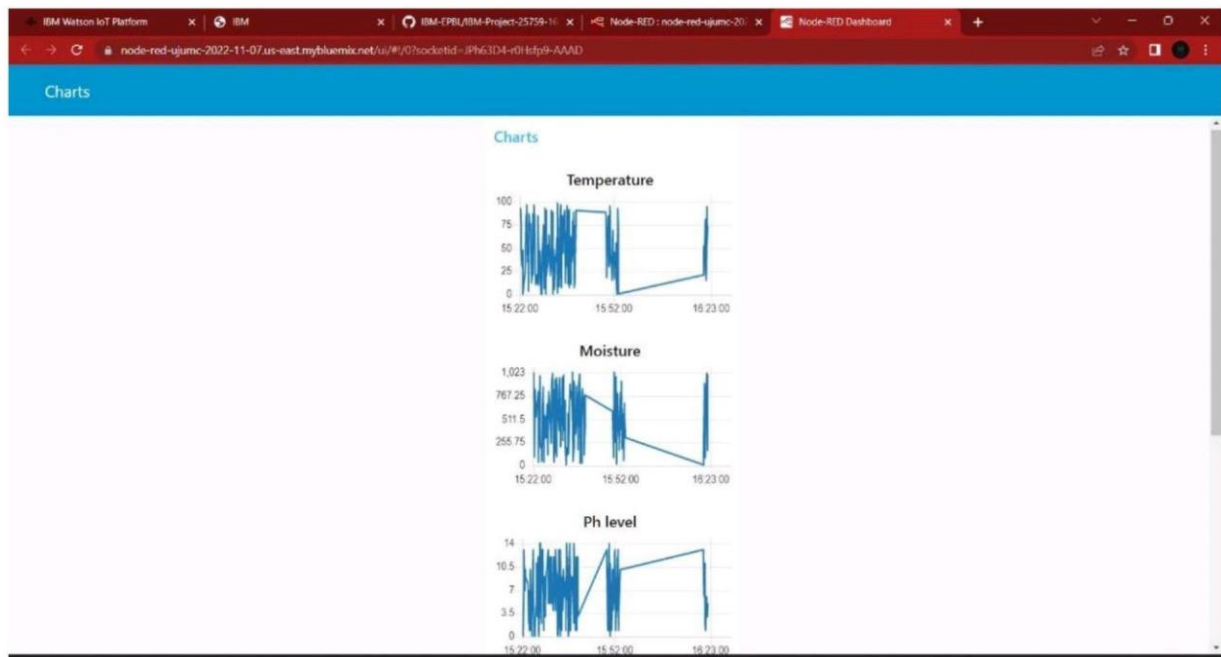 IBM Watson IoT Platform
IBM
IBM-EPBL/IBM-Project-25759-16
Node-RED : node-red-ujumc-202
Node-RED Dashboard
node-red-ujumc-2022-11-07.us-east.mybluemix.net/ui/#!/0?socketid=JPh63D4-r0Hsfp9-AAAD
Charts
Charts
Temperature
100
75
50
25
0
15:22:00 15:52:00 16:23:00
Moisture
1,023
767.25
511.5
255.75
0
15:22:00 15:52:00 16:23:00
Ph level
14
10.5
7
3.5
0
15:22:00 15:52:00 16:23:00